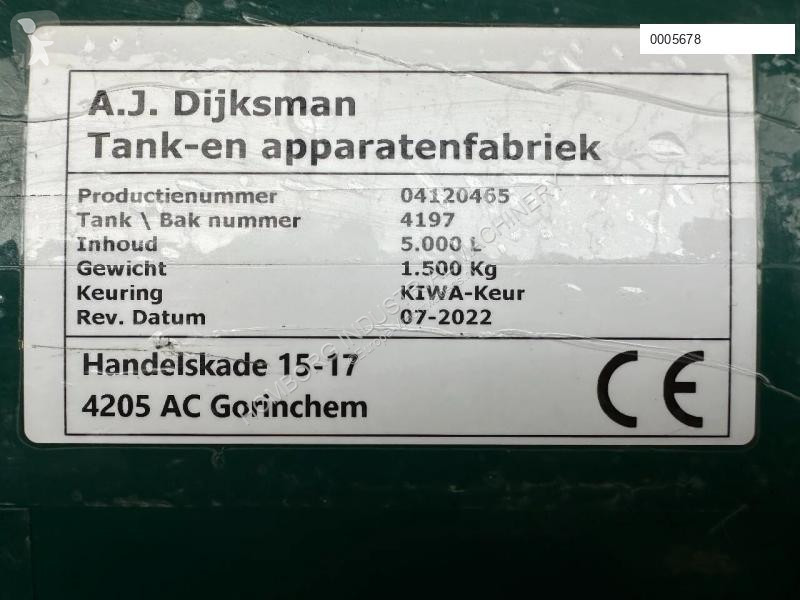 0005678
A.J. Dijksman
Tank-en apparatenfabriek
Productienummer 04120465
Tank \ Bak nummer 4197
Inhoud 5.000 L
Gewicht 1.500 Kg
Keuring KIWA-Keur
Rev. Datum 07-2022
Handelskade 15-17
4205 AC Gorinchem
CE